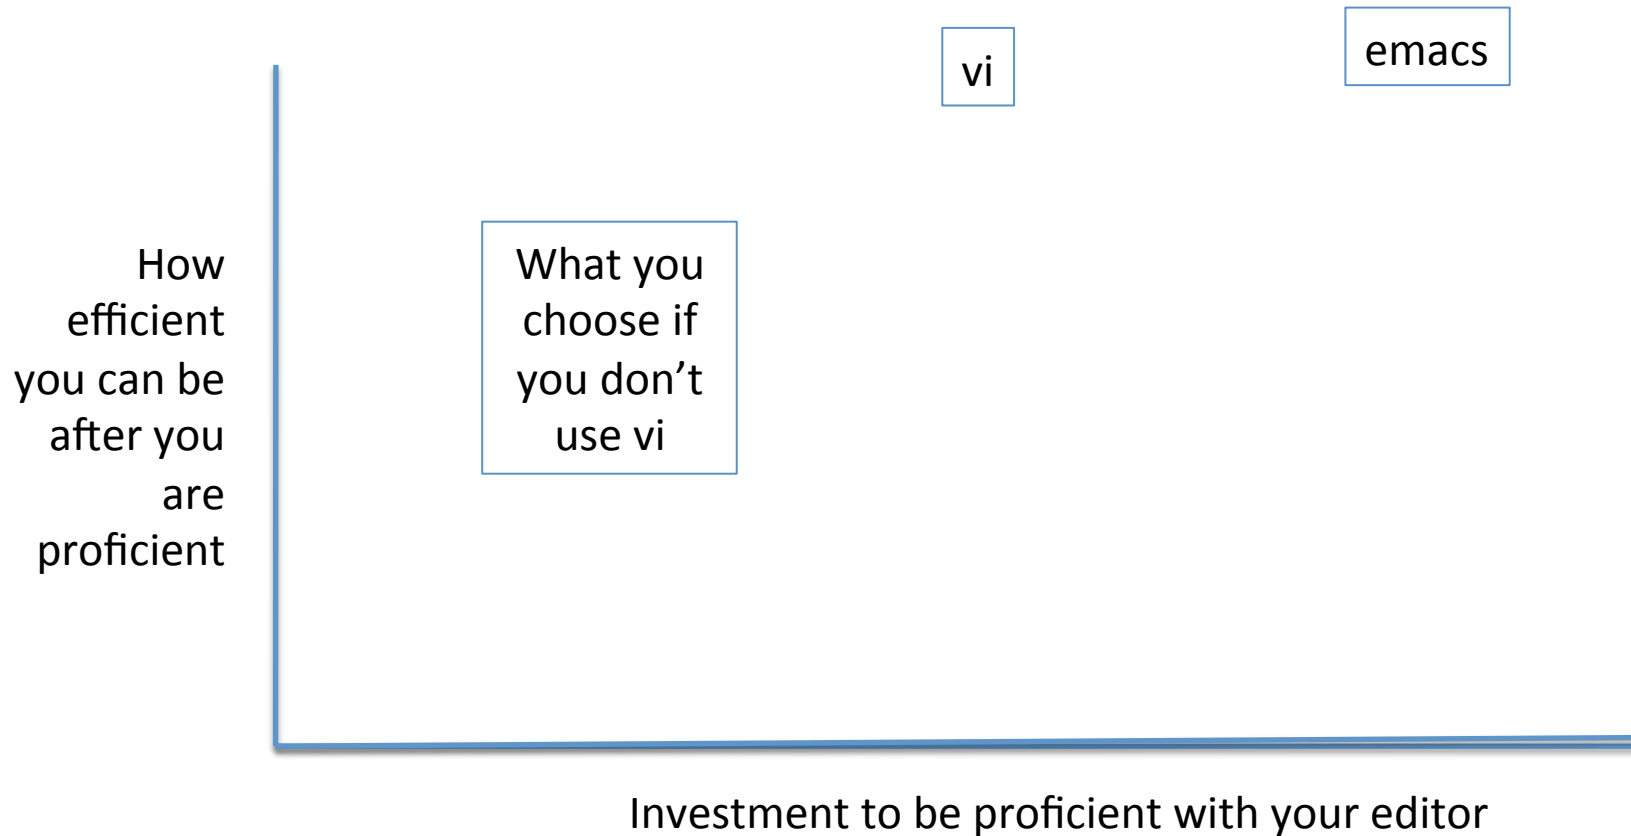 emacs
vi
How
efficient
you can be
after you
are
proficient
What you
choose if
you don’t
use vi
Investment to be proficient with your editor